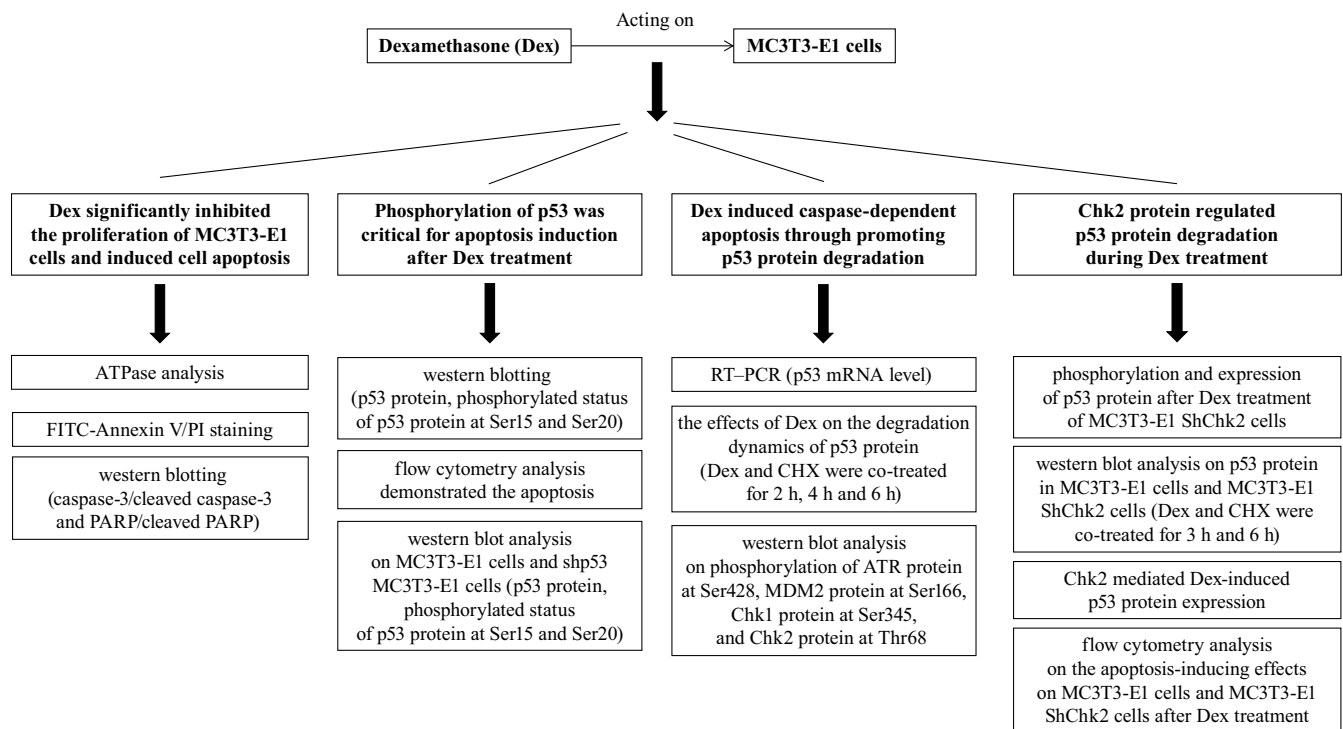 Acting on
Dexamethasone (Dex)
MC3T3-E1 cells
Dex significantly inhibited
the proliferation of MC3T3-E1
cells and induced cell apoptosis
ATPase analysis
FITC-Annexin V/PI staining
western blotting
(caspase-3/cleaved caspase-3
and PARP/cleaved PARP)
Phosphorylation of p53 was
critical for apoptosis induction
after Dex treatment
western blotting
(p53 protein, phosphorylated status
of p53 protein at Ser15 and Ser20)
flow cytometry analysis
demonstrated the apoptosis
western blot analysis
on MC3T3-E1 cells and shp53
MC3T3-E1 cells (p53 protein,
phosphorylated status
of p53 protein at Ser15 and Ser20)
Dex induced caspase-dependent
apoptosis through promoting
p53 protein degradation
RT–PCR (p53 mRNA level)
the effects of Dex on the degradation
dynamics of p53 protein
(Dex and CHX were co-treated
for 2 h, 4 h and 6 h)
western blot analysis
on phosphorylation of ATR protein
at Ser428, MDM2 protein at Ser166,
Chk1 protein at Ser345,
and Chk2 protein at Thr68
Chk2 protein regulated
p53 protein degradation
during Dex treatment
phosphorylation and expression
of p53 protein after Dex treatment
of MC3T3-E1 ShChk2 cells
western blot analysis on p53 protein
in MC3T3-E1 cells and MC3T3-E1
ShChk2 cells (Dex and CHX were
co-treated for 3 h and 6 h)
Chk2 mediated Dex-induced
p53 protein expression
flow cytometry analysis
on the apoptosis-inducing effects
on MC3T3-E1 cells and MC3T3-E1
ShChk2 cells after Dex treatment